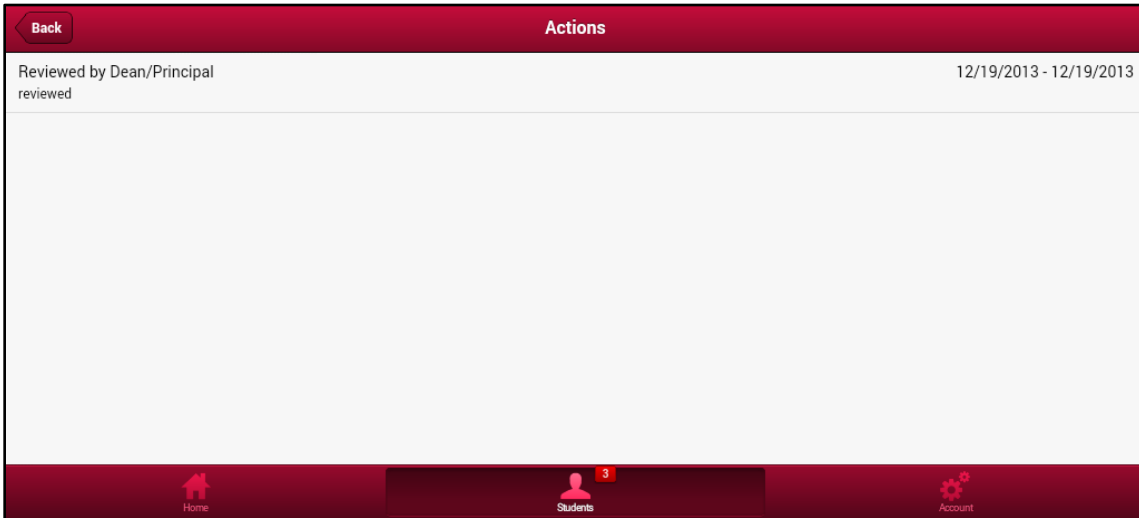 Back
Actions
Reviewed by Dean/Principal
12/19/2013 - 12/19/2013
reviewed
3
Home
Students
Account